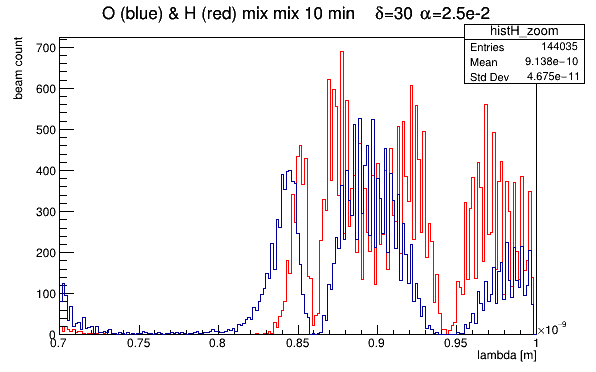 O (blue) & H (red) mix mix 10 min δ=30 α=2.5e-2
histH_zoom
Entries 144035
Mean 9.138e-10
Std Dev 4.675e-11
beam count
700
600
500
400
300
200
100
0
0.7 0.75 0.8 0.85 0.9 0.95 1
×10⁻⁹
lambda [m]